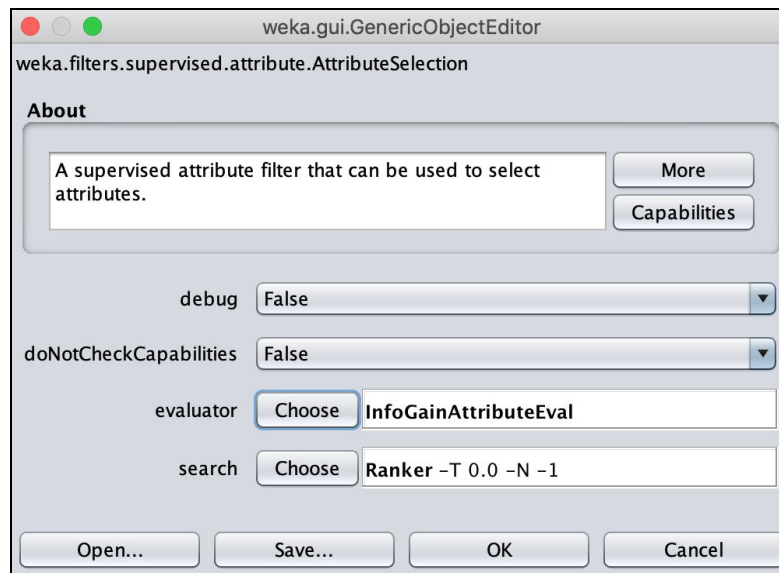 weka.gui.GenericObjectEditor
weka.filters.supervised.attribute.AttributeSelection
About
A supervised attribute filter that can be used to select
attributes.
More
Capabilities
debug False
doNotCheckCapabilities False
evaluator Choose InfoGainAttributeEval
search Choose Ranker -T 0.0 -N -1
Open... Save... OK Cancel